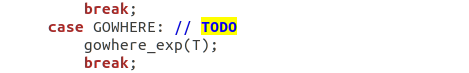 break;
case GOWHERE: // TODO
gowhere_exp(T);
break;